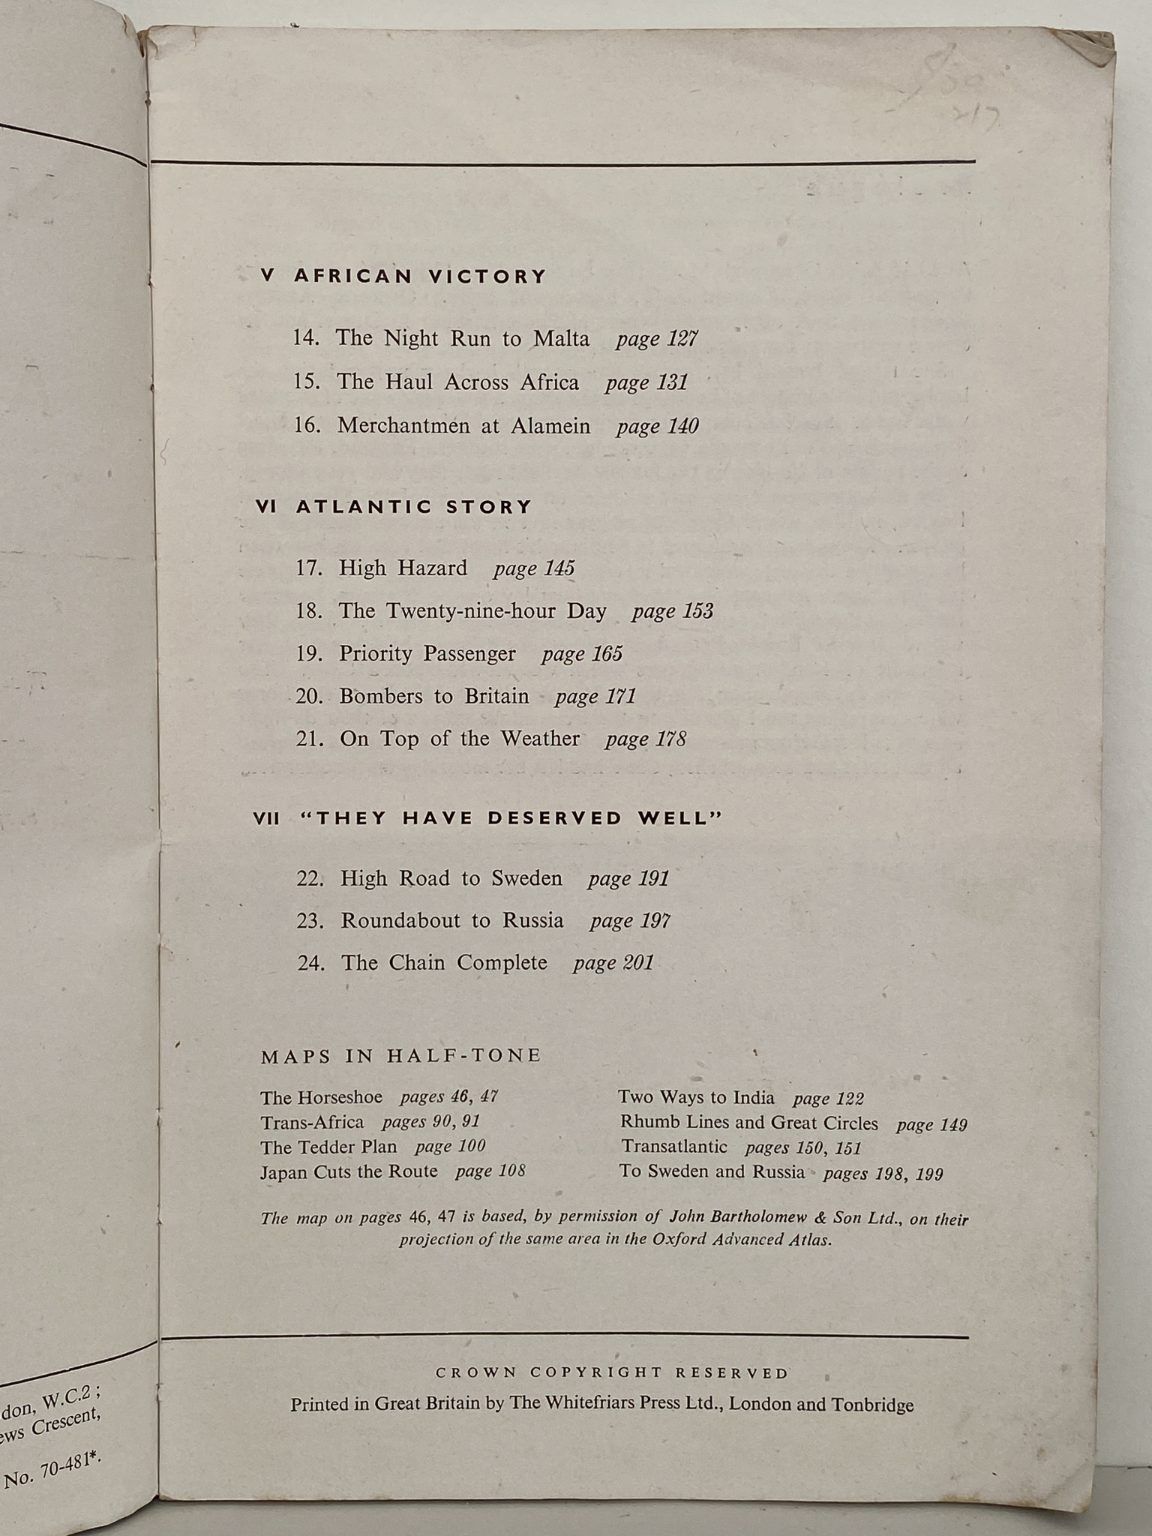 V AFRICAN VICTORY
14. The Night Run to Malta page 127
15. The Haul Across Africa page 131
16. Merchantmen at Alamein page 140
VI ATLANTIC STORY
17. High Hazard page 145
18. The Twenty-nine-hour Day page 153
19. Priority Passenger page 165
20. Bombers to Britain page 171
21. On Top of the Weather page 178
VII “THEY HAVE DESERVED WELL”
22. High Road to Sweden page 191
23. Roundabout to Russia page 197
24. The Chain Complete page 201
MAPS IN HALF-TONE
The Horseshoe pages 46, 47
Trans-Africa pages 90, 91
The Tedder Plan page 100
Japan Cuts the Route page 108
Two Ways to India page 122
Rhumb Lines and Great Circles page 149
Transatlantic pages 150, 151
To Sweden and Russia pages 198, 199
The map on pages 46, 47 is based, by permission of John Bartholomew & Son Ltd., on their
projection of the same area in the Oxford Advanced Atlas.
CROWN COPYRIGHT RESERVED
Printed in Great Britain by The Whitefriars Press Ltd., London and Tonbridge
don, W.C.2 ;
ews Crescent,
No. 70-481*.